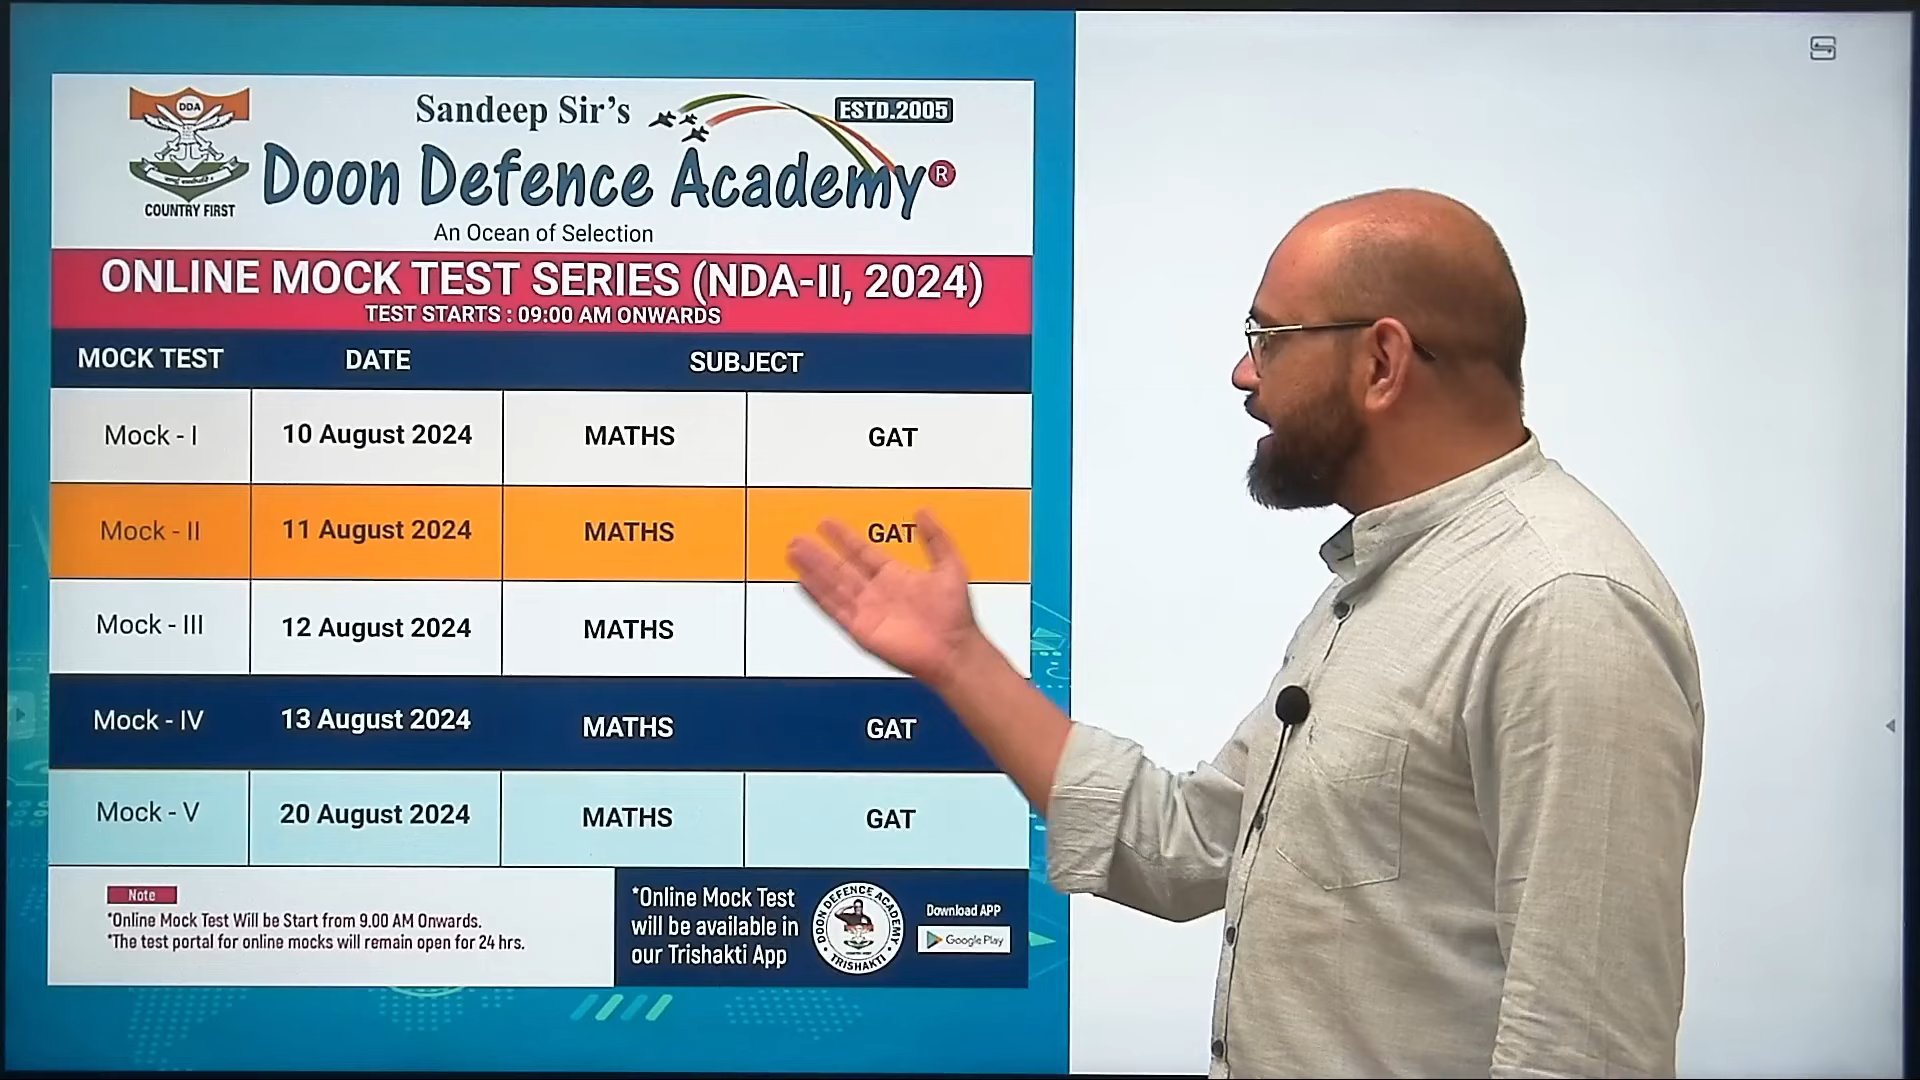 DDA
COUNTRY FIRST
Sandeep Sir's
ESTD.2005
Doon Defence Academy®
An Ocean of Selection
ONLINE MOCK TEST SERIES (NDA-II, 2024)
TEST STARTS : 09:00 AM ONWARDS
MOCK TEST DATE SUBJECT
Mock - I 10 August 2024 MATHS GAT
Mock - II 11 August 2024 MATHS GAT
Mock - III 12 August 2024 MATHS
Mock - IV 13 August 2024 MATHS GAT
Mock - V 20 August 2024 MATHS GAT
Note
*Online Mock Test Will be Start from 9.00 AM Onwards.
*The test portal for online mocks will remain open for 24 hrs.
*Online Mock Test
will be available in
our Trishakti App
DOON DEFENCE ACADEMY
TRISHAKTI
Download APP
Google Play